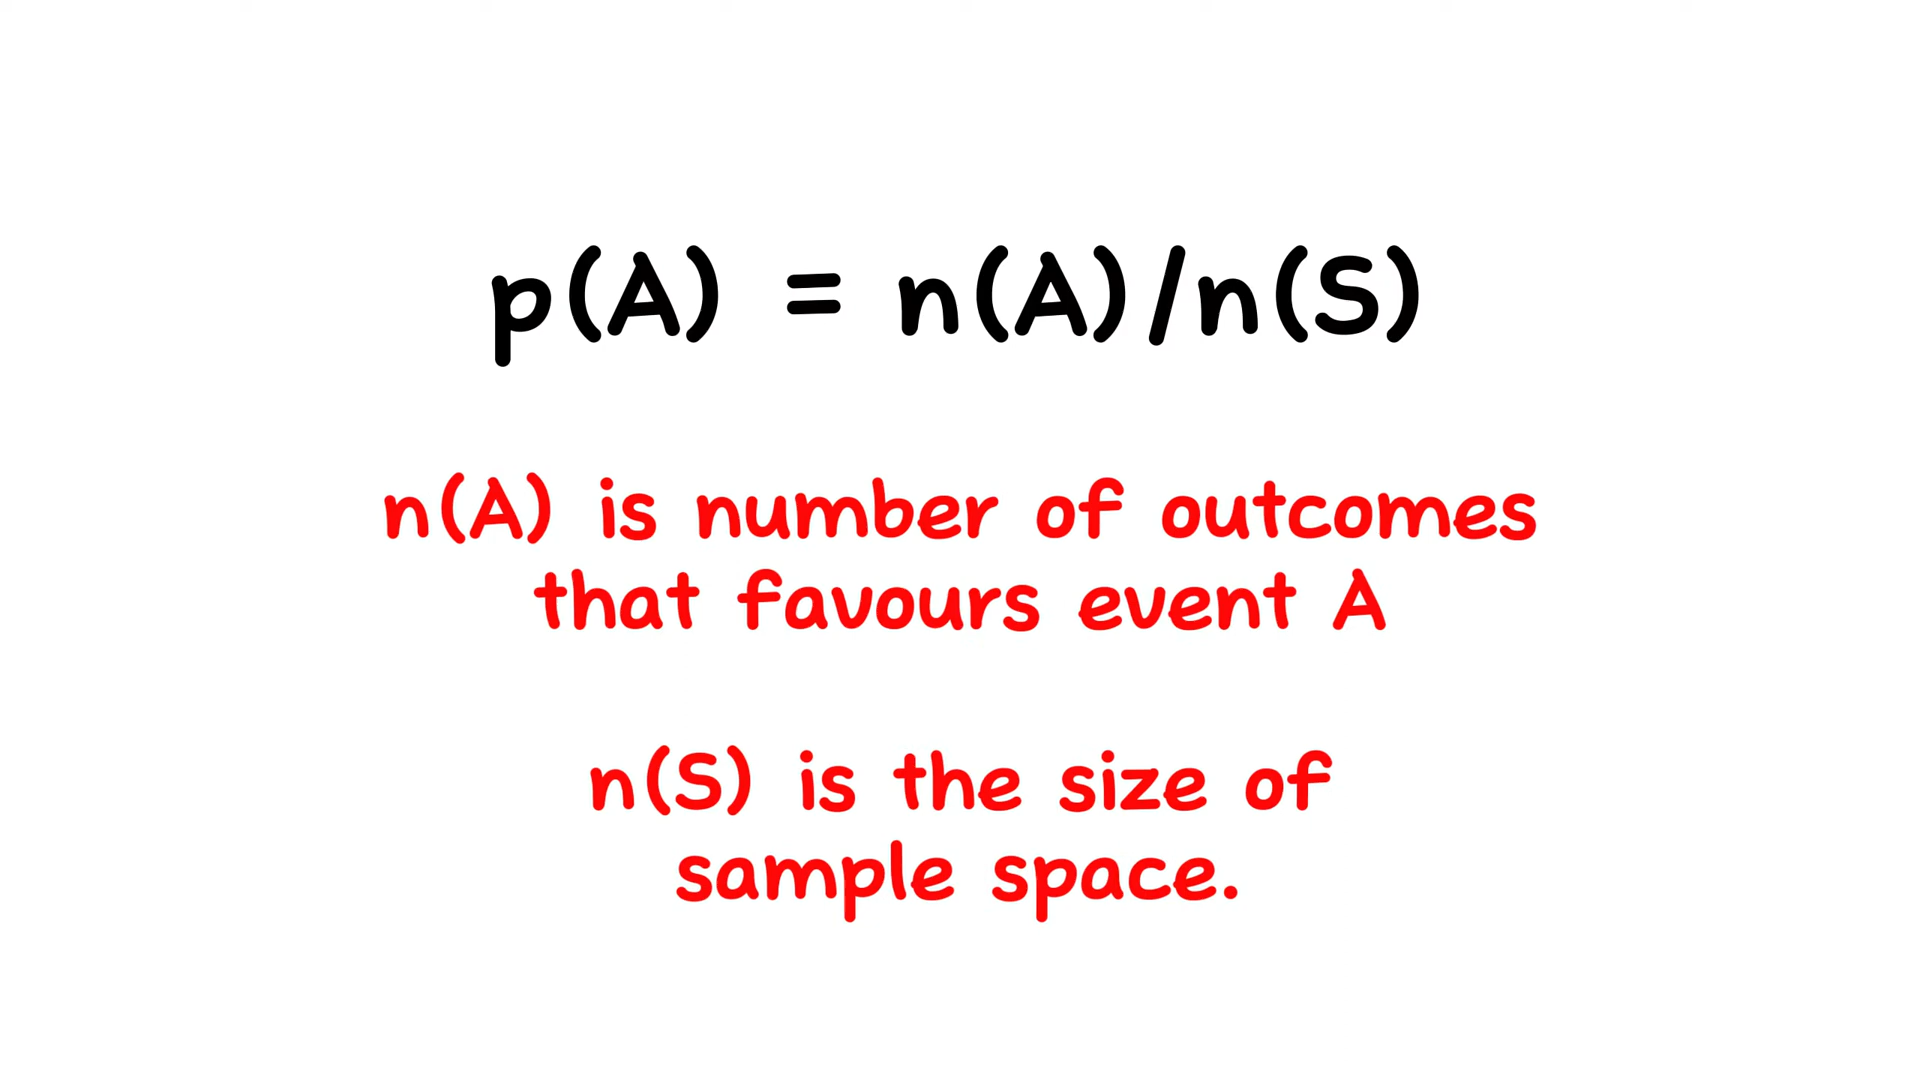 p(A) = n(A)/n(S)
n(A) is number of outcomes
that favours event A
n(S) is the size of
sample space.